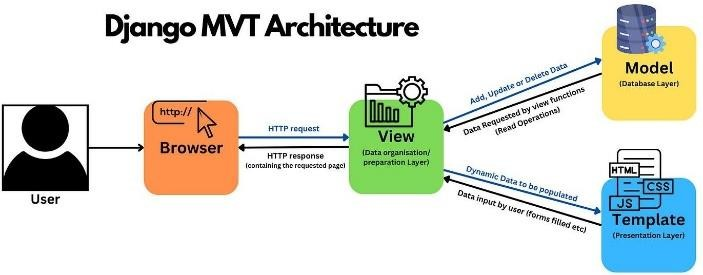 Django MVT Architecture
User
http://
Browser
HTTP request
HTTP response
(containing the requested page)
View
(Data organisation/
preparation Layer)
Add, Update or Delete Data
Data Requested by view functions
(Read Operations)
Model
(Database Layer)
Dynamic Data to be populated
Data input by user (forms filled etc)
HTML
CSS
JS
Template
(Presentation Layer)